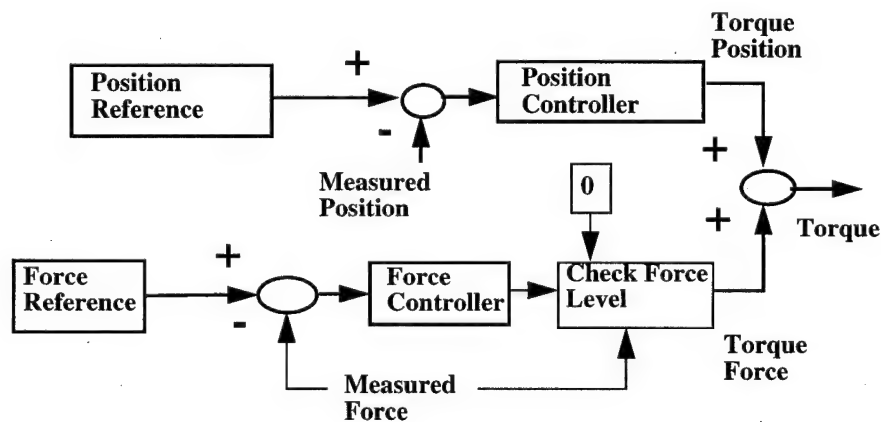 Torque
Position
+
Position
Reference
Position
Controller
-
Measured
Position
0
+
+
Torque
+
Force
Reference
Force
Controller
Check Force
Level
-
Measured
Force
Torque
Force